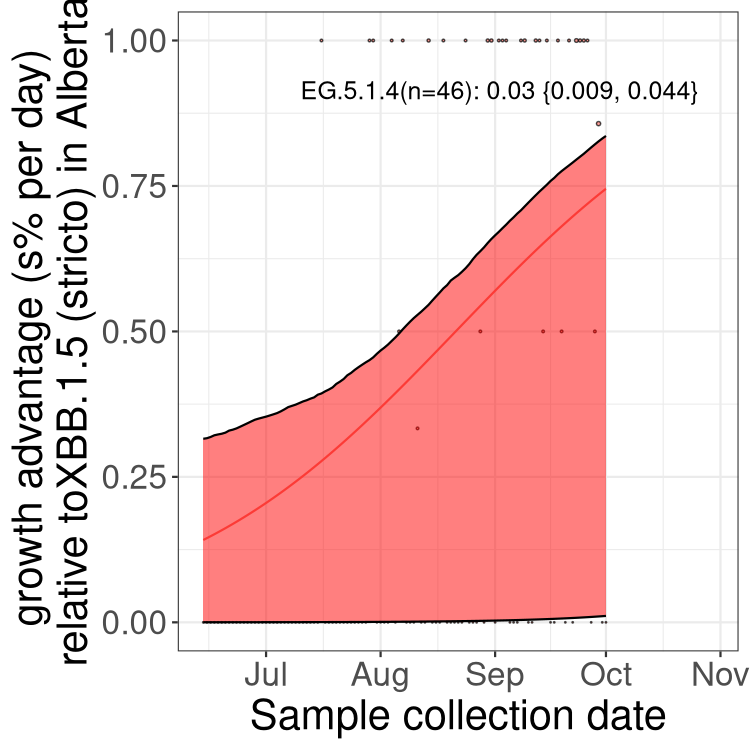 growth advantage (s% per day)
relative toXBB.1.5 (stricto) in Alberta
1.00
0.75
0.50
0.25
0.00
EG.5.1.4(n=46): 0.03 {0.009, 0.044}
Jul Aug Sep Oct Nov
Sample collection date